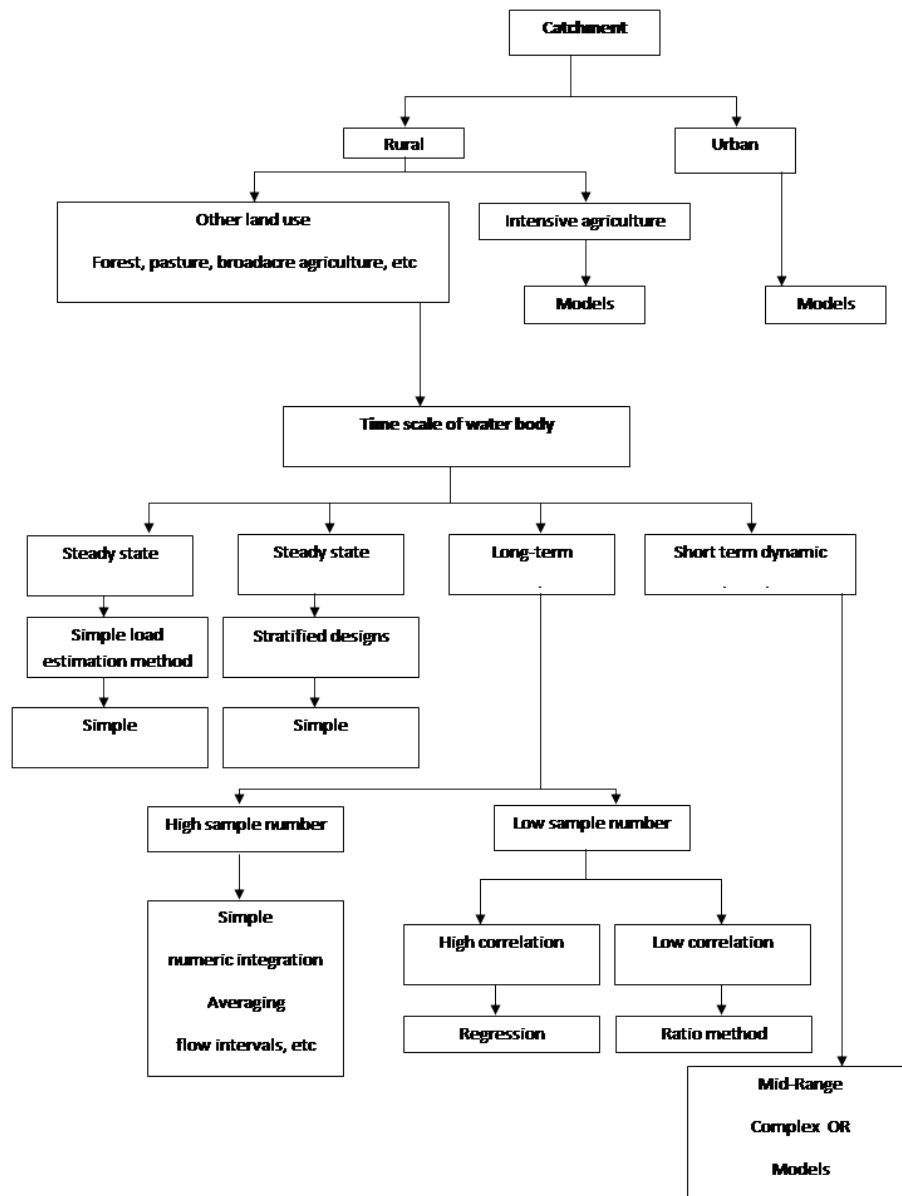 Catchment
Rural
Urban
Other land use
Forest, pasture, broadacre agriculture, etc
Intensive agriculture
Models
Models
Time scale of water body
Steady state
Steady state
Long-term
Short term dynamic
Simple load
estimation method
Stratified designs
Simple
Simple
High sample number
Low sample number
Simple
numeric integration
Averaging
flow intervals, etc
High correlation
Low correlation
Regression
Ratio method
Mid-Range
Complex OR
Models